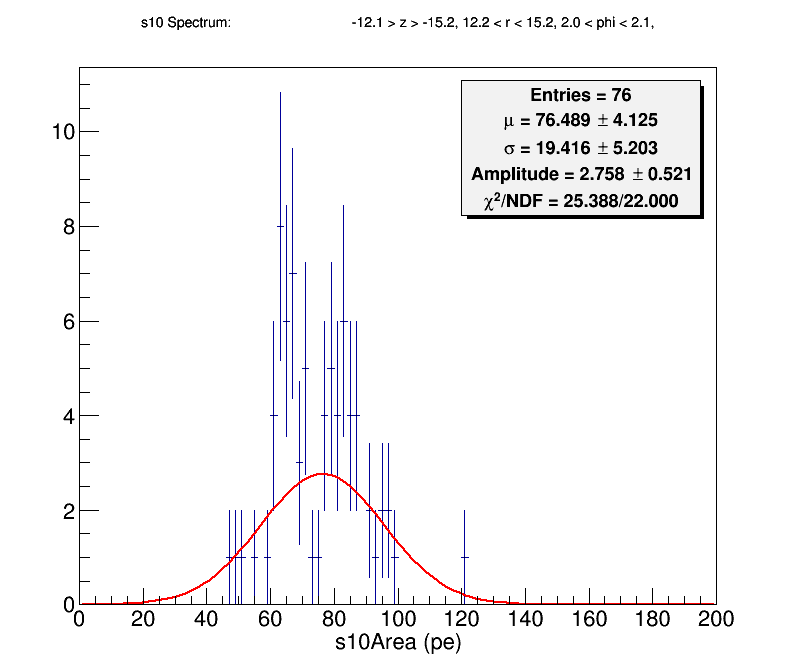 s10 Spectrum: -12.1 > z > -15.2, 12.2 < r < 15.2, 2.0 < phi < 2.1,
Entries = 76
μ = 76.489 ± 4.125
σ = 19.416 ± 5.203
Amplitude = 2.758 ± 0.521
χ²/NDF = 25.388/22.000
10
8
6
4
2
0
0 20 40 60 80 100 120 140 160 180 200
s10Area (pe)